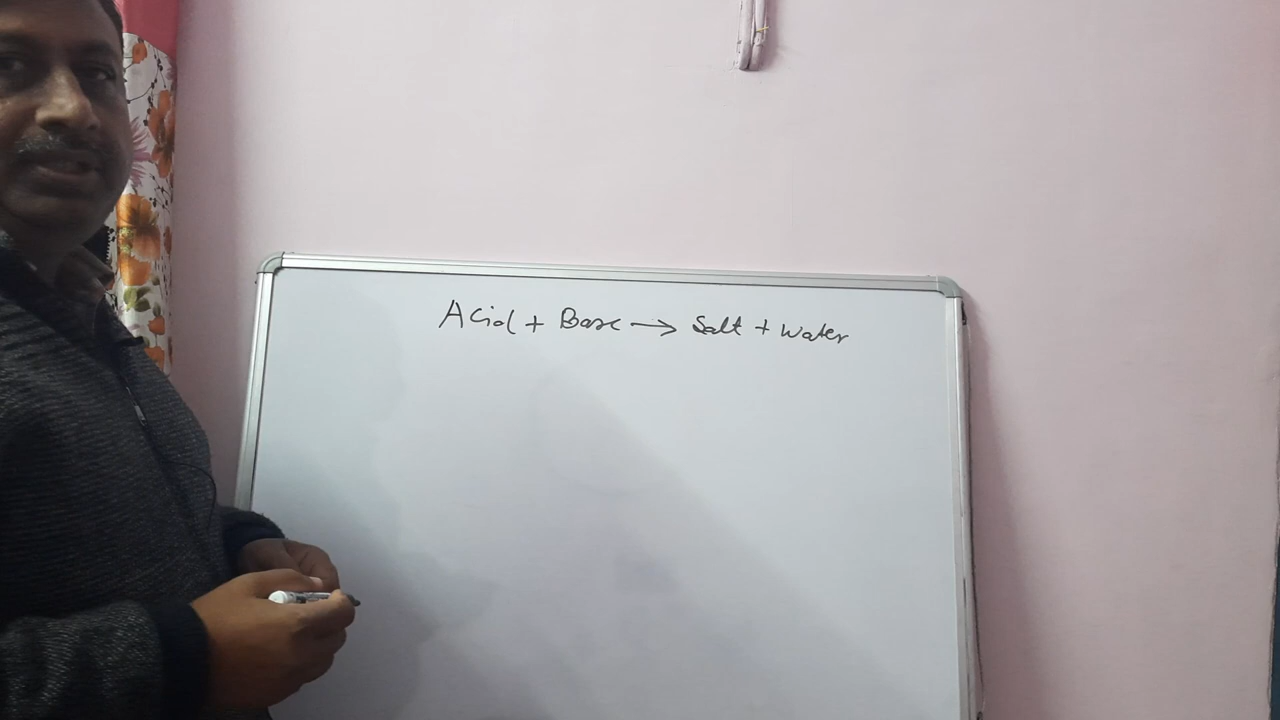 Acid + Base → Salt + Water